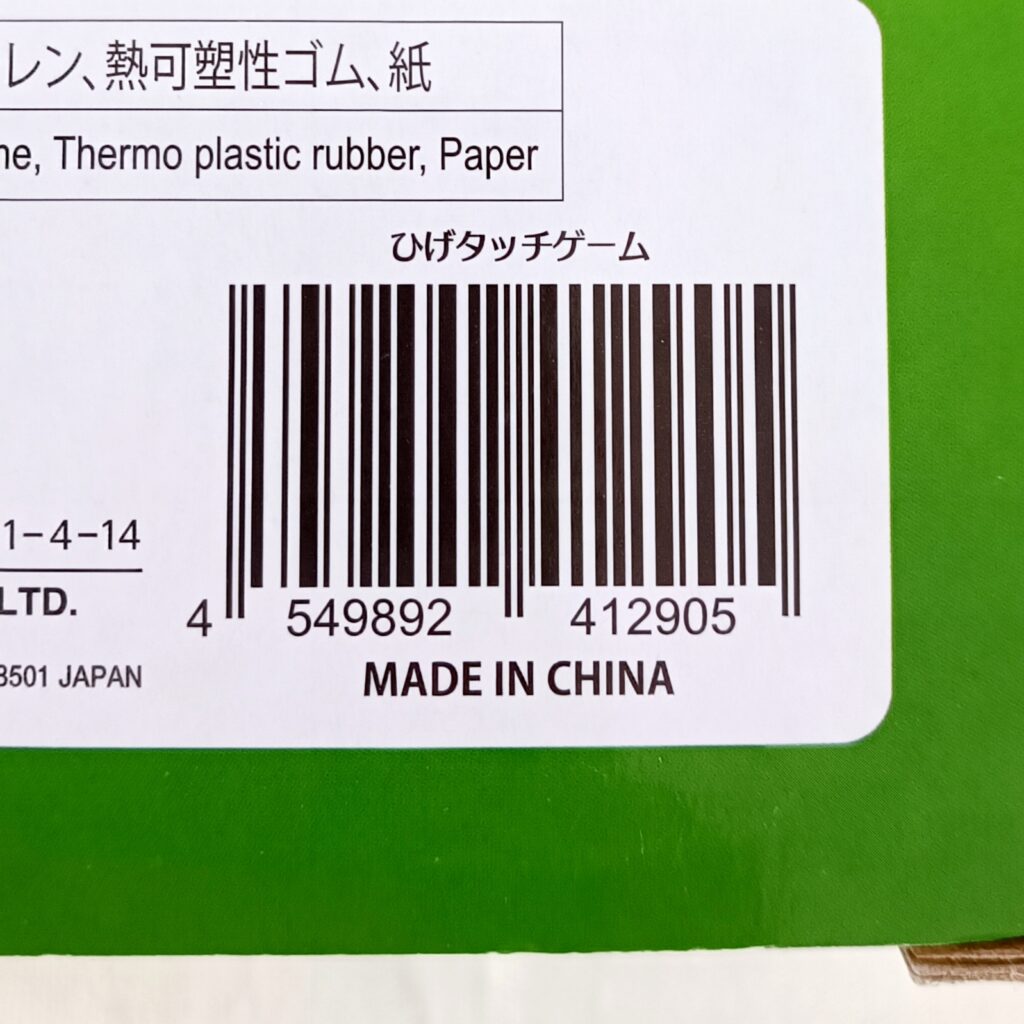 レン、熱可塑性ゴム、紙
ne, Thermo plastic rubber, Paper
ひげタッチゲーム
1-4-14
LTD.
4 549892 412905
3501 JAPAN
MADE IN CHINA